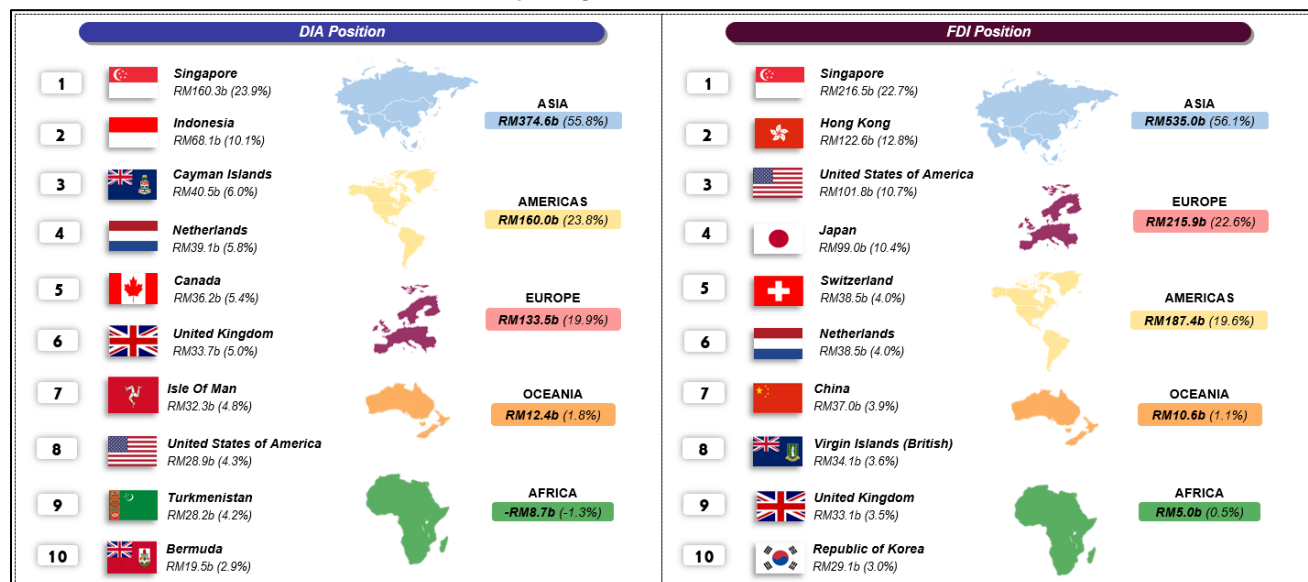 DIA Position
1
Singapore
RM160.3b (23.9%)
2
Indonesia
RM68.1b (10.1%)
3
Cayman Islands
RM40.5b (6.0%)
4
Netherlands
RM39.1b (5.8%)
5
Canada
RM36.2b (5.4%)
6
United Kingdom
RM33.7b (5.0%)
7
Isle Of Man
RM32.3b (4.8%)
8
United States of America
RM28.9b (4.3%)
9
Turkmenistan
RM28.2b (4.2%)
10
Bermuda
RM19.5b (2.9%)
ASIA
RM374.6b (55.8%)
AMERICAS
RM160.0b (23.8%)
EUROPE
RM133.5b (19.9%)
OCEANIA
RM12.4b (1.8%)
AFRICA
-RM8.7b (-1.3%)
FDI Position
1
Singapore
RM216.5b (22.7%)
2
Hong Kong
RM122.6b (12.8%)
3
United States of America
RM101.8b (10.7%)
4
Japan
RM99.0b (10.4%)
5
Switzerland
RM38.5b (4.0%)
6
Netherlands
RM38.5b (4.0%)
7
China
RM37.0b (3.9%)
8
Virgin Islands (British)
RM34.1b (3.6%)
9
United Kingdom
RM33.1b (3.5%)
10
Republic of Korea
RM29.1b (3.0%)
ASIA
RM535.0b (56.1%)
EUROPE
RM215.9b (22.6%)
AMERICAS
RM187.4b (19.6%)
OCEANIA
RM10.6b (1.1%)
AFRICA
RM5.0b (0.5%)